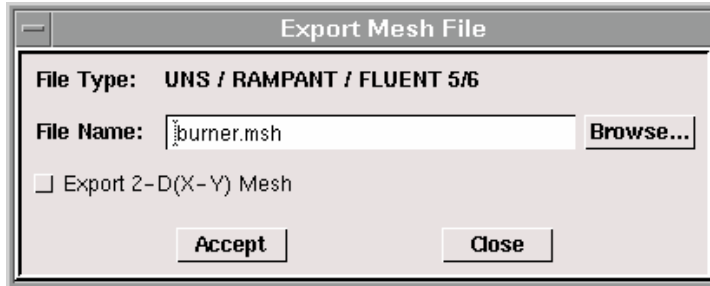 Export Mesh File
File Type: UNS / RAMPANT / FLUENT 5/6
File Name: burner.msh Browse...
Export 2-D(X-Y) Mesh
Accept Close